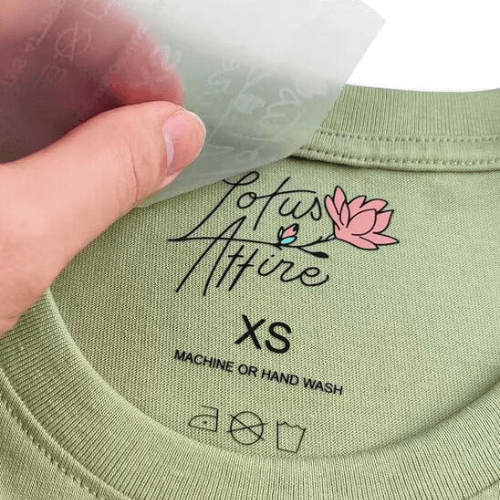 Lotus
Attire
XS
MACHINE OR HAND WASH